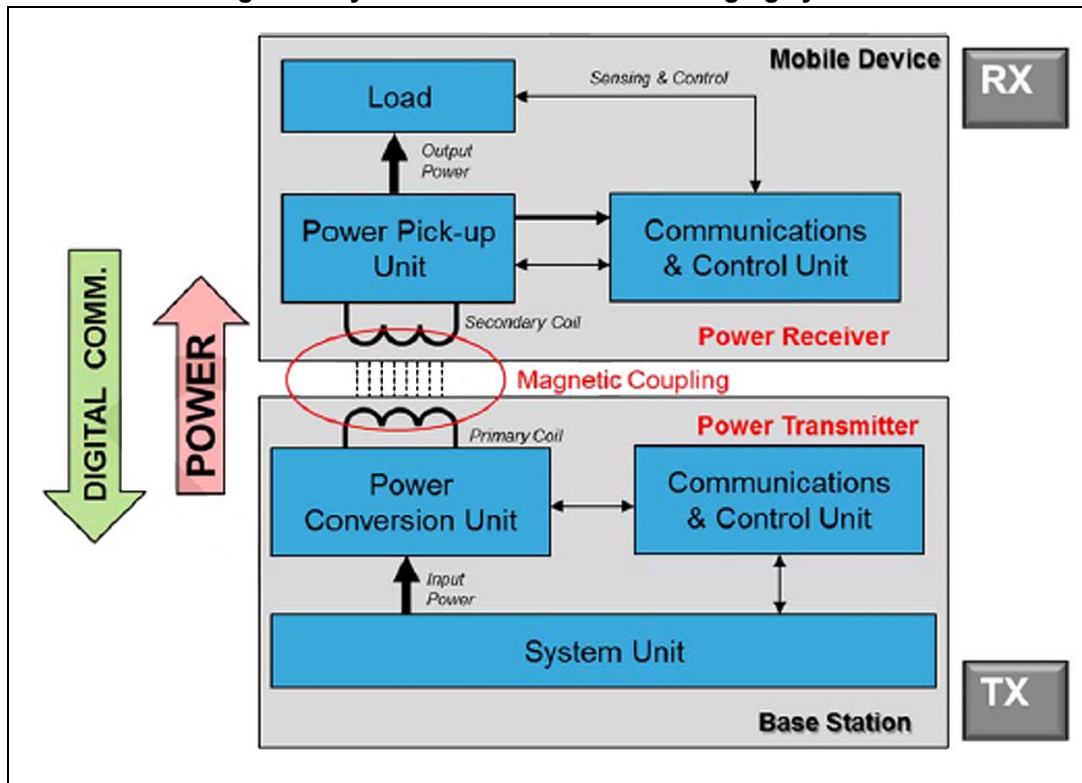 Mobile Device
RX
Load
Sensing & Control
Output
Power
Power Pick-up
Unit
Communications
& Control Unit
Secondary Coil
Power Receiver
DIGITAL COMM.
POWER
Magnetic Coupling
Primary Coil
Power Transmitter
Power
Conversion Unit
Communications
& Control Unit
Input
Power
System Unit
Base Station
TX